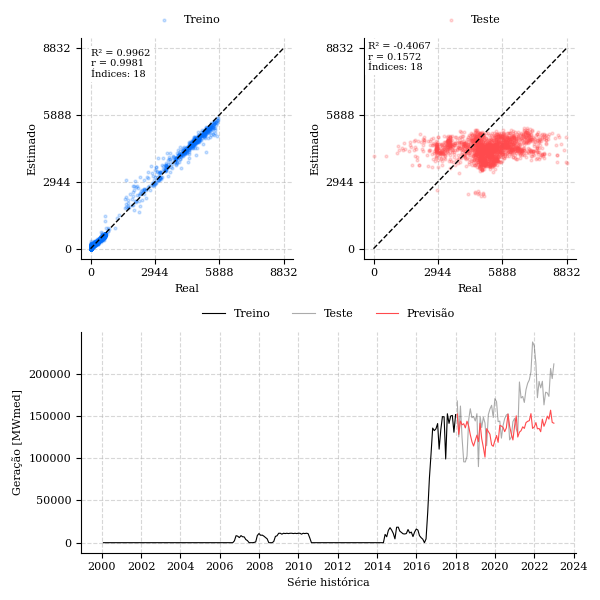 Treino
Teste
R² = 0.9962
r = 0.9981
Índices: 18
R² = -0.4067
r = 0.1572
Índices: 18
8832
5888
2944
0
Estimado
0 2944 5888 8832
Real
8832
5888
2944
0
Estimado
0 2944 5888 8832
Real
Treino Teste Previsão
200000
150000
100000
50000
0
Geração [MWmed]
2000 2002 2004 2006 2008 2010 2012 2014 2016 2018 2020 2022 2024
Série histórica